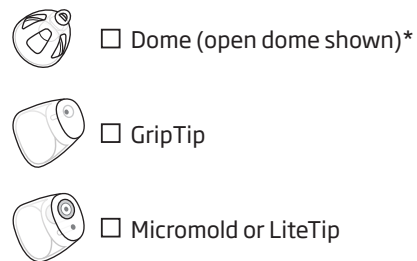 ☐ Dome (open dome shown)*
☐ GripTip
☐ Micromold or LiteTip